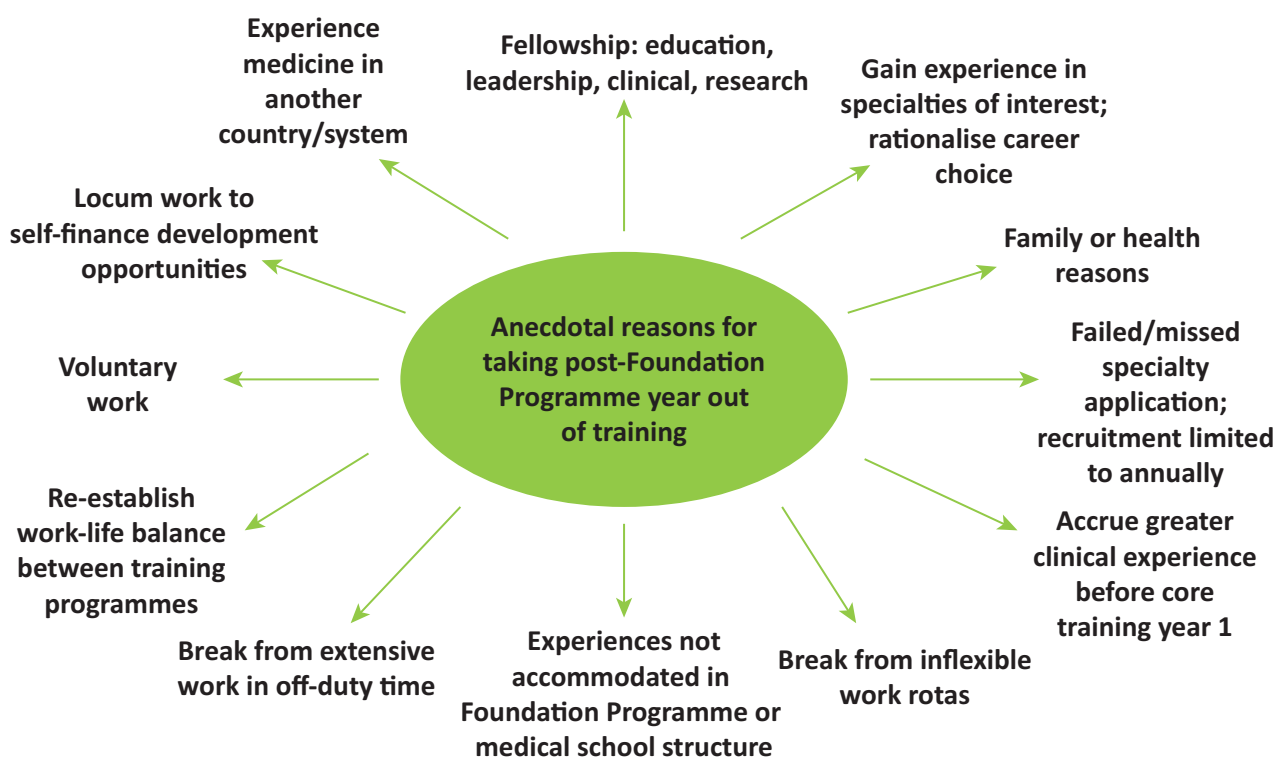 Experience
medicine in
another
country/system
Fellowship: education,
leadership, clinical, research
Gain experience in
specialties of interest;
rationalise career
choice
Locum work to
self-finance development
opportunities
Family or health
reasons
Anecdotal reasons for
taking post-Foundation
Programme year out
of training
Voluntary
work
Failed/missed
specialty
application;
recruitment limited
to annually
Re-establish
work-life balance
between training
programmes
Accrue greater
clinical experience
before core
training year 1
Break from extensive
work in off-duty time
Experiences not
accommodated in
Foundation Programme or
medical school structure
Break from inflexible
work rotas